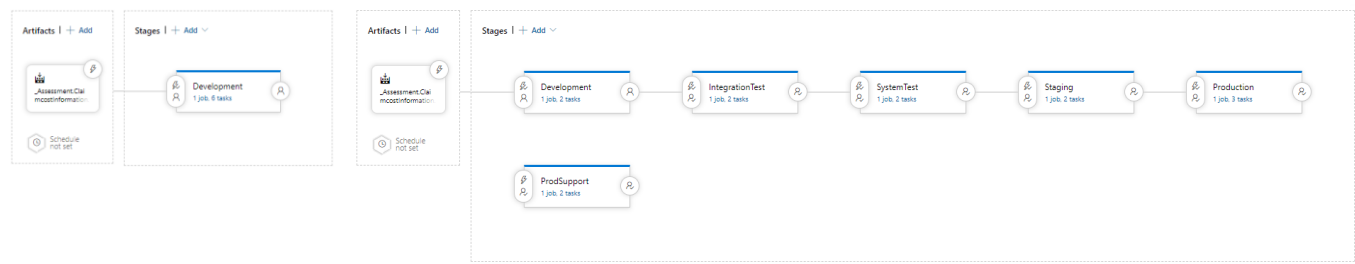 Artifacts | + Add
Stages | + Add
_Assessment.Clai
mcostInformation
Schedule
not set
Development
1 job, 6 tasks
Artifacts | + Add
Stages | + Add
_Assessment.Clai
mcostInformation
Schedule
not set
Development
1 job, 2 tasks
IntegrationTest
1 job, 2 tasks
SystemTest
1 job, 2 tasks
Staging
1 job, 2 tasks
Production
1 job, 3 tasks
ProdSupport
1 job, 2 tasks